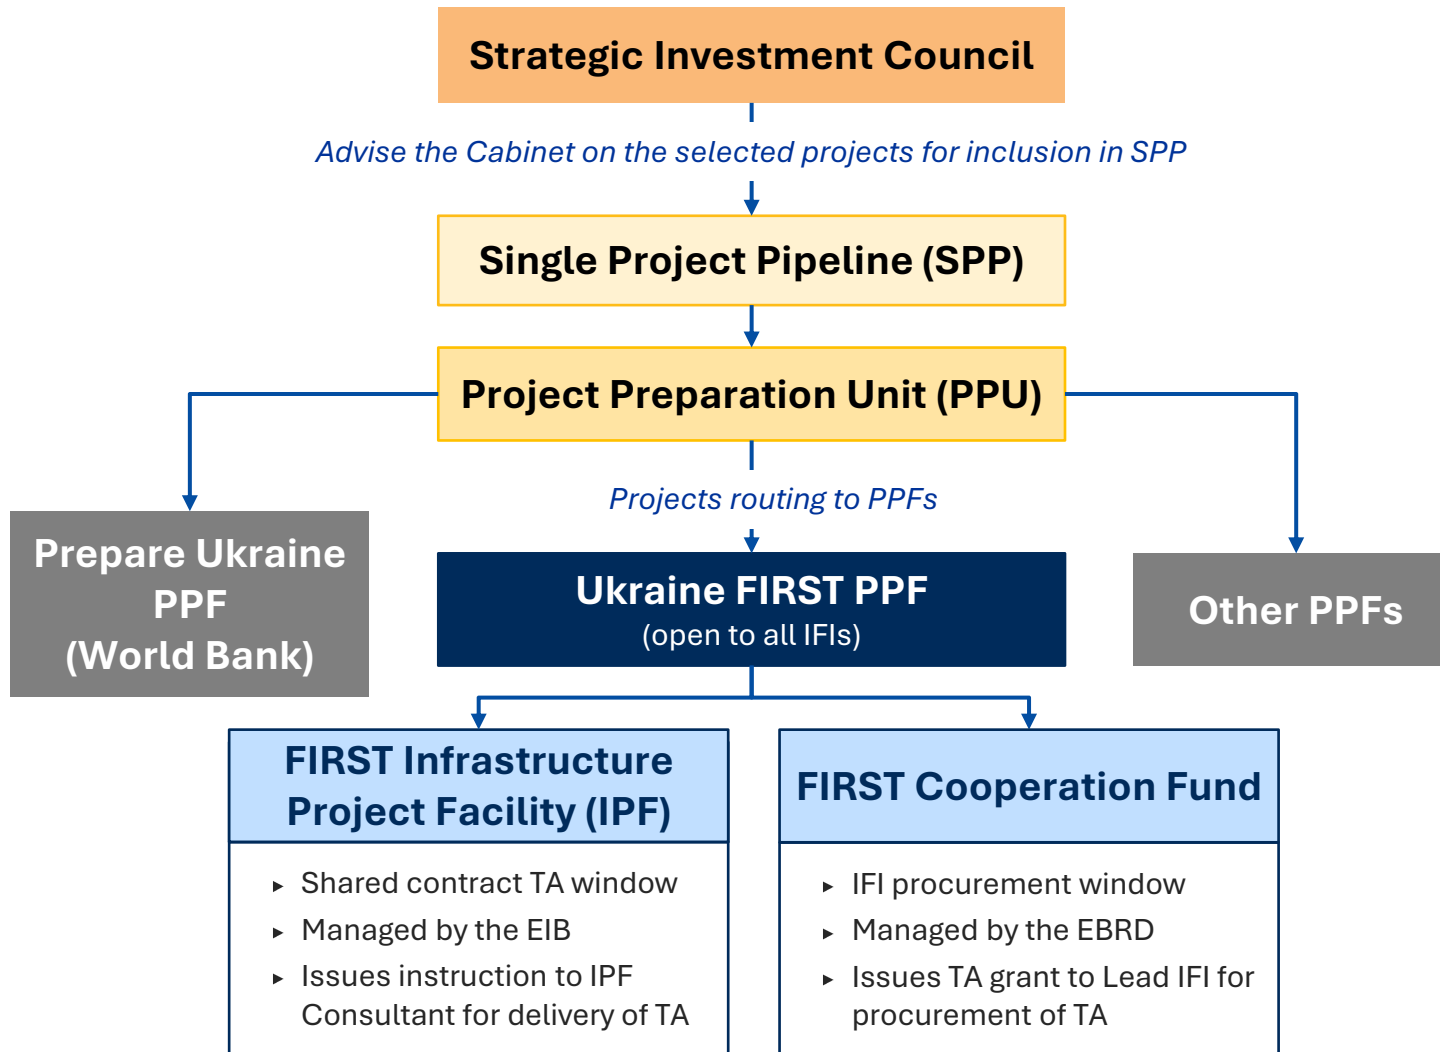 Strategic Investment Council
Advise the Cabinet on the selected projects for inclusion in SPP
Single Project Pipeline (SPP)
Project Preparation Unit (PPU)
Projects routing to PPFs
Prepare Ukraine
PPF
(World Bank)
Ukraine FIRST PPF
(open to all IFIs)
Other PPFs
FIRST Infrastructure
Project Facility (IPF)
▸ Shared contract TA window
▸ Managed by the EIB
▸ Issues instruction to IPF
Consultant for delivery of TA
FIRST Cooperation Fund
▸ IFI procurement window
▸ Managed by the EBRD
▸ Issues TA grant to Lead IFI for
procurement of TA